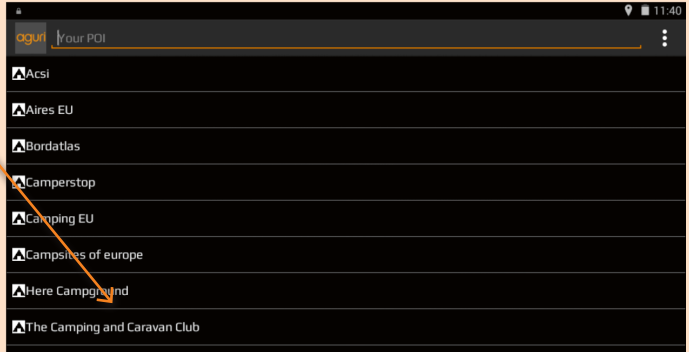 11:40
aguri Your POI
Acsi
Aires EU
Bordatlas
Camperstop
Camping EU
Campsites of europe
Here Campground
The Camping and Caravan Club